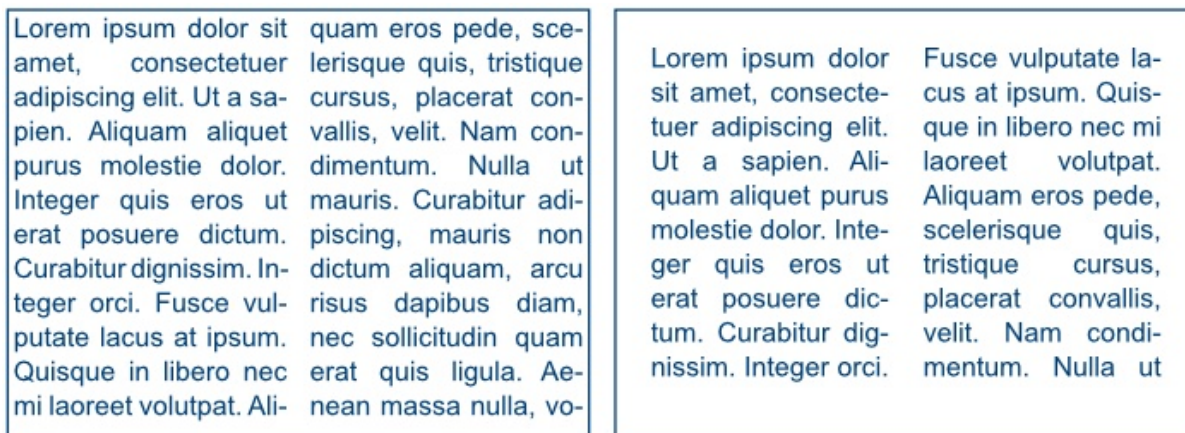 Lorem ipsum dolor sit
amet, consectetuer
adipiscing elit. Ut a sa-
pien. Aliquam aliquet
purus molestie dolor.
Integer quis eros ut
erat posuere dictum.
Curabitur dignissim. In-
teger orci. Fusce vul-
putate lacus at ipsum.
Quisque in libero nec
mi laoreet volutpat. Ali-
quam eros pede, sce-
lerisque quis, tristique
cursus, placerat con-
vallis, velit. Nam con-
dimentum. Nulla ut
mauris. Curabitur adi-
piscing, mauris non
dictum aliquam, arcu
risus dapibus diam,
nec sollicitudin quam
erat quis ligula. Ae-
nean massa nulla, vo-
Lorem ipsum dolor
sit amet, consecte-
tuer adipiscing elit.
Ut a sapien. Ali-
quam aliquet purus
molestie dolor. Inte-
ger quis eros ut
erat posuere dic-
tum. Curabitur dig-
nissim. Integer orci.
Fusce vulputate la-
cus at ipsum. Quis-
que in libero nec mi
laoreet volutpat.
Aliquam eros pede,
scelerisque quis,
tristique cursus,
placerat convallis,
velit. Nam condi-
mentum. Nulla ut